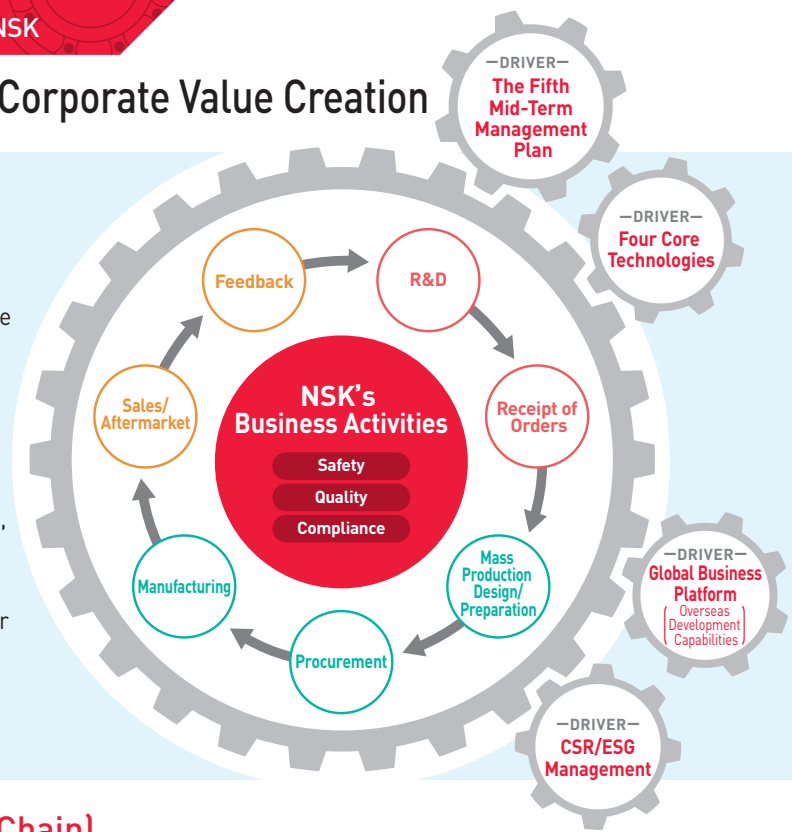 NSK
Corporate Value Creation
—DRIVER—
The Fifth
Mid-Term
Management
Plan
—DRIVER—
Four Core
Technologies
Feedback
R&D
e
Sales/
Aftermarket
NSK's
Business Activities
Safety
Quality
Compliance
Receipt of
Orders
,
Manufacturing
Mass
Production
Design/
Preparation
Procurement
r
—DRIVER—
Global Business
Platform
(Overseas
Development
Capabilities)
—DRIVER—
CSR/ESG
Management
Chain)